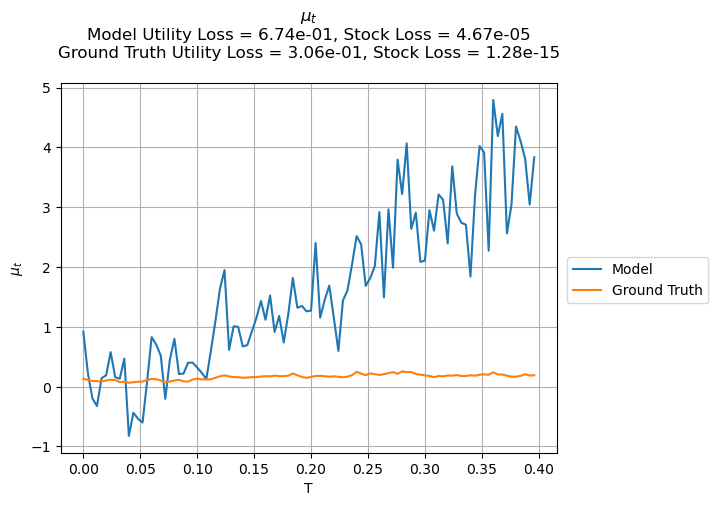 μt
Model Utility Loss = 6.74e-01, Stock Loss = 4.67e-05
Ground Truth Utility Loss = 3.06e-01, Stock Loss = 1.28e-15
5
4
3
2
1
0
−1
μt
0.00 0.05 0.10 0.15 0.20 0.25 0.30 0.35 0.40
T
Model
Ground Truth